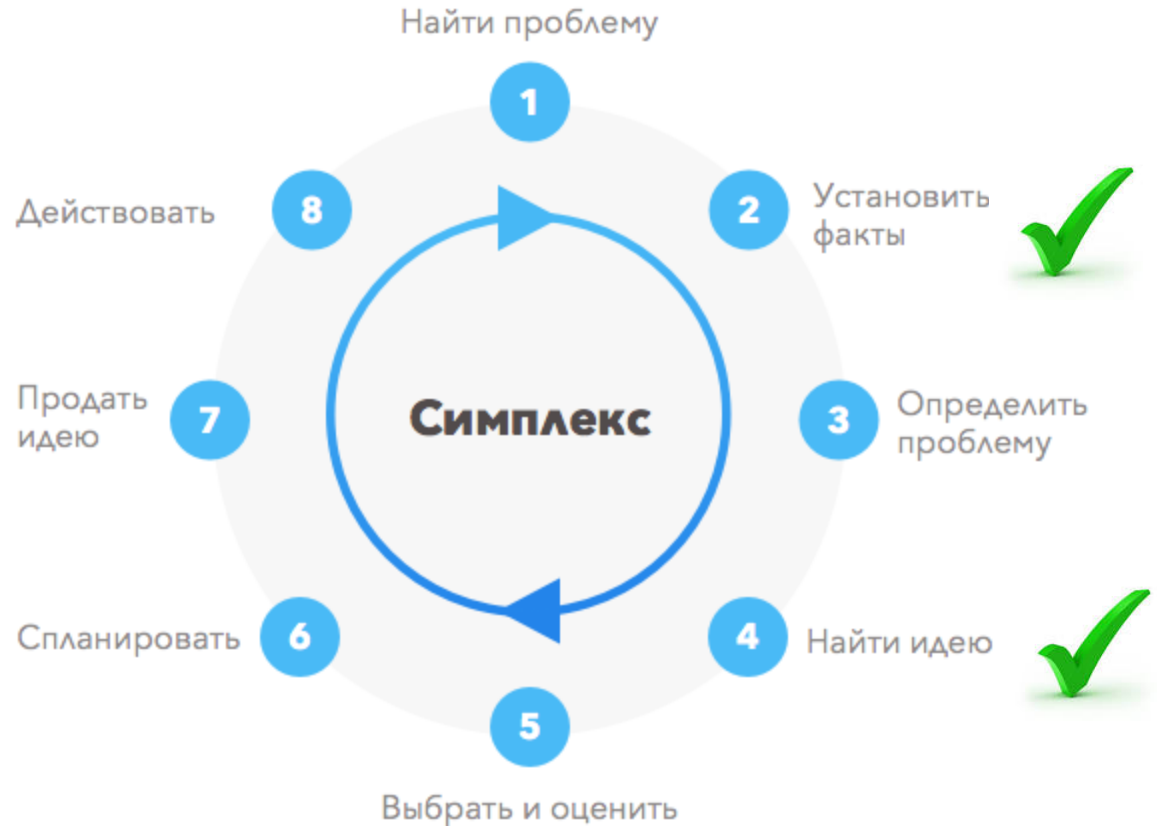 Найти проблему
1
2
Установить
факты
3
Определить
проблему
4
Найти идею
5
Выбрать и оценить
6
Спланировать
7
Продать
идею
8
Действовать
Симплекс